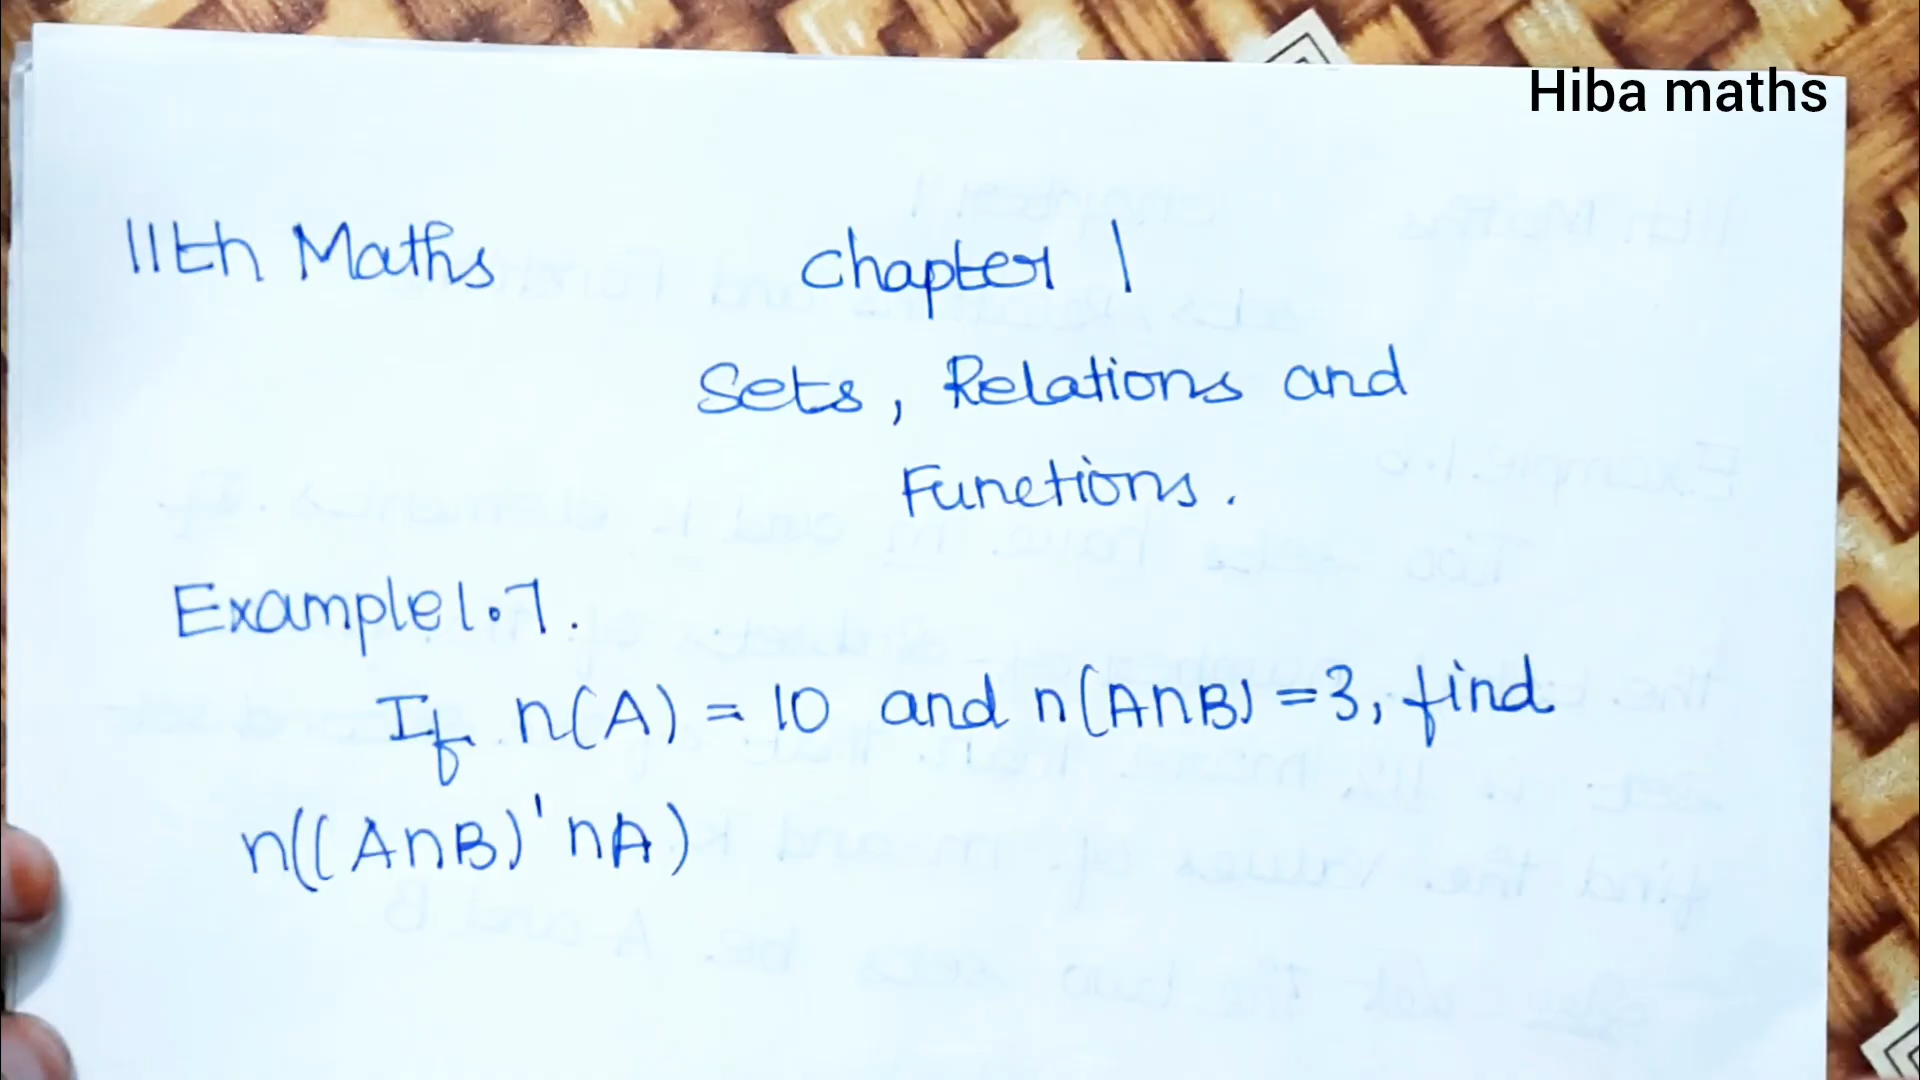 Hiba maths
11th Maths Chapter 1
Sets, Relations and
Functions.
Example 1.7.
If n(A) = 10 and n(A∩B) = 3, find
n((A∩B)'∩A)